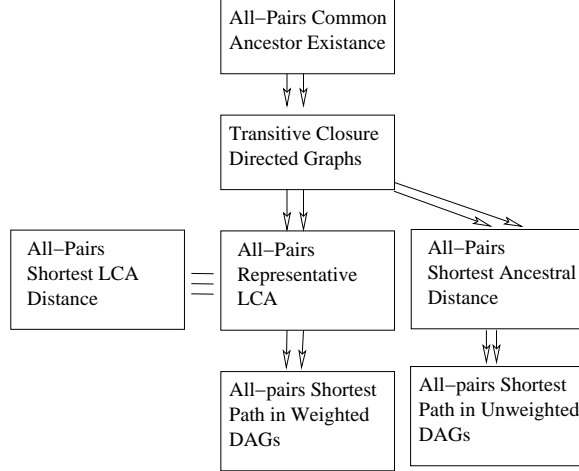 All−Pairs Common
Ancestor Existance
Transitive Closure
Directed Graphs
All−Pairs
Shortest LCA
Distance
All−Pairs
Representative
LCA
All−Pairs
Shortest Ancestral
Distance
All−pairs Shortest
Path in Weighted
DAGs
All−pairs Shortest
Path in Unweighted
DAGs